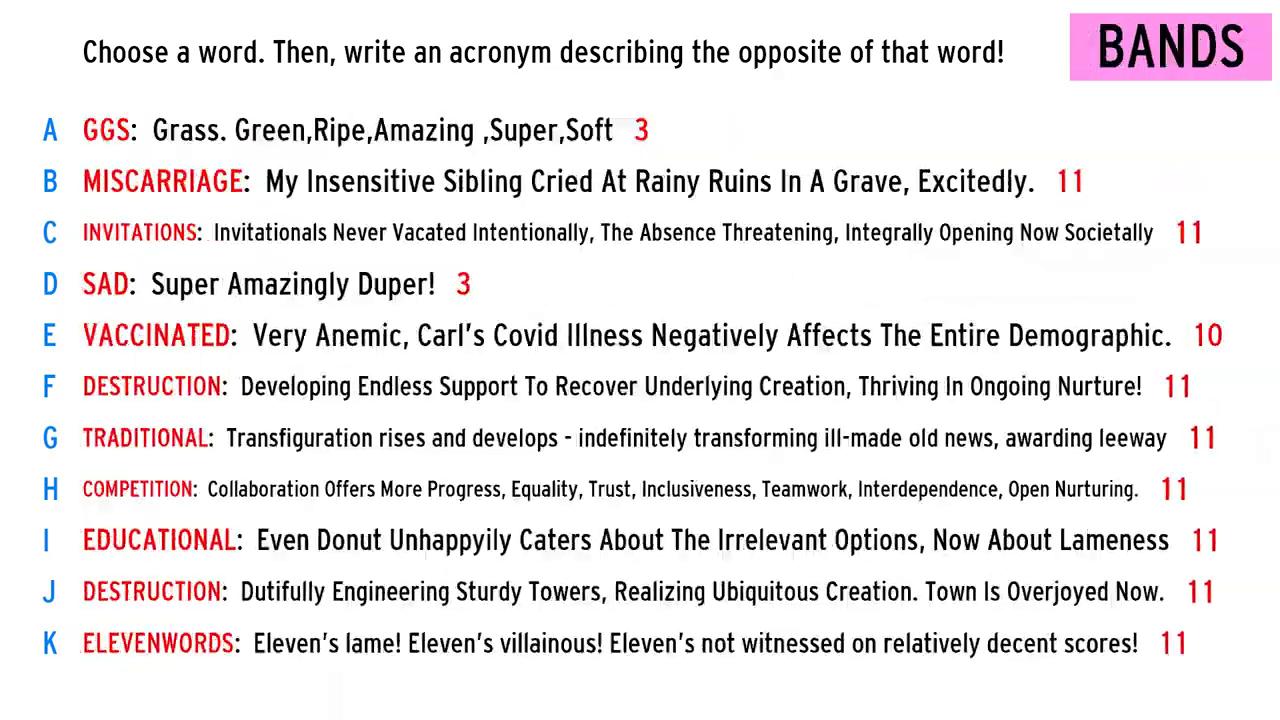 Choose a word. Then, write an acronym describing the opposite of that word!
BANDS
A GGS: Grass. Green,Ripe,Amazing ,Super,Soft 3
B MISCARRIAGE: My Insensitive Sibling Cried At Rainy Ruins In A Grave, Excitedly. 11
C INVITATIONS: Invitationals Never Vacated Intentionally, The Absence Threatening, Integrally Opening Now Societally 11
D SAD: Super Amazingly Duper! 3
E VACCINATED: Very Anemic, Carl's Covid Illness Negatively Affects The Entire Demographic. 10
F DESTRUCTION: Developing Endless Support To Recover Underlying Creation, Thriving In Ongoing Nurture! 11
G TRADITIONAL: Transfiguration rises and develops - indefinitely transforming ill-made old news, awarding leeway 11
H COMPETITION: Collaboration Offers More Progress, Equality, Trust, Inclusiveness, Teamwork, Interdependence, Open Nurturing. 11
I EDUCATIONAL: Even Donut Unhappyily Caters About The Irrelevant Options, Now About Lameness 11
J DESTRUCTION: Dutifully Engineering Sturdy Towers, Realizing Ubiquitous Creation. Town Is Overjoyed Now. 11
K ELEVENWORDS: Eleven's lame! Eleven's villainous! Eleven's not witnessed on relatively decent scores! 11